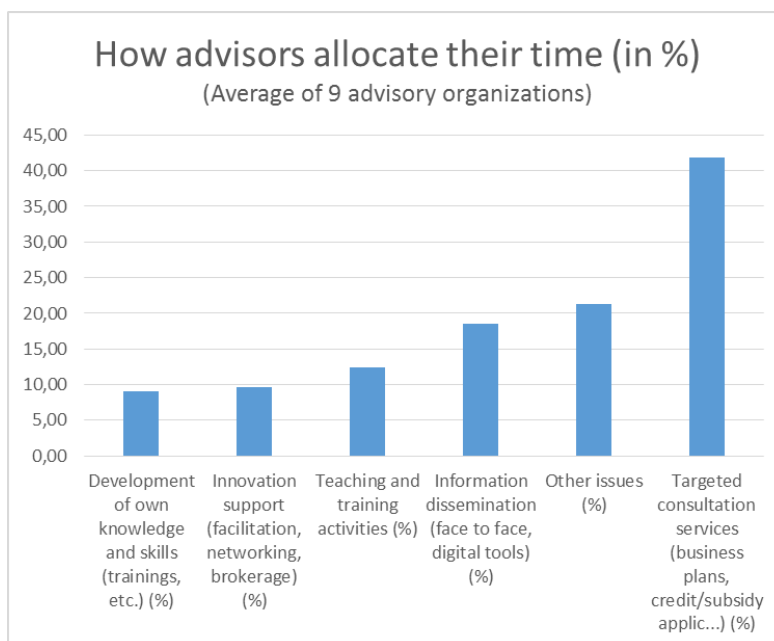 How advisors allocate their time (in %)
(Average of 9 advisory organizations)
45,00
40,00
35,00
30,00
25,00
20,00
15,00
10,00
5,00
0,00
Development
of own
knowledge
and skills
(trainings,
etc.) (%)
Innovation
support
(facilitation,
networking,
brokerage)
(%)
Teaching and
training
activities (%)
Information
dissemination
(face to face,
digital tools)
(%)
Other issues
(%)
Targeted
consultation
services
(business
plans,
credit/subsidy
applic...) (%)